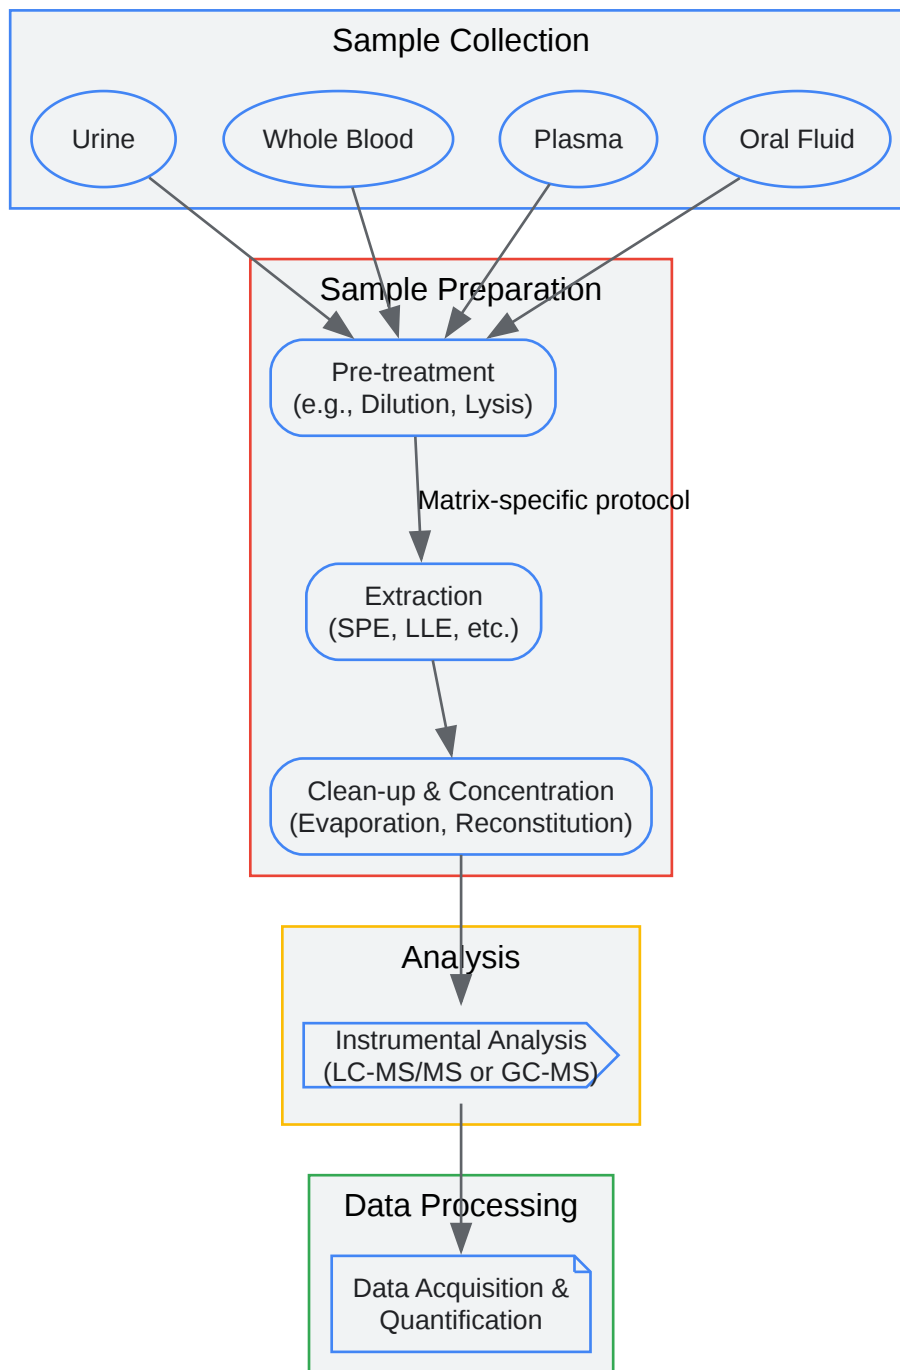 Sample Collection
Urine
Whole Blood
Plasma
Oral Fluid
Sample Preparation
Pre-treatment
(e.g., Dilution, Lysis)
Matrix-specific protocol
Extraction
(SPE, LLE, etc.)
Clean-up & Concentration
(Evaporation, Reconstitution)
Analysis
Instrumental Analysis
(LC-MS/MS or GC-MS)
Data Processing
Data Acquisition &
Quantification